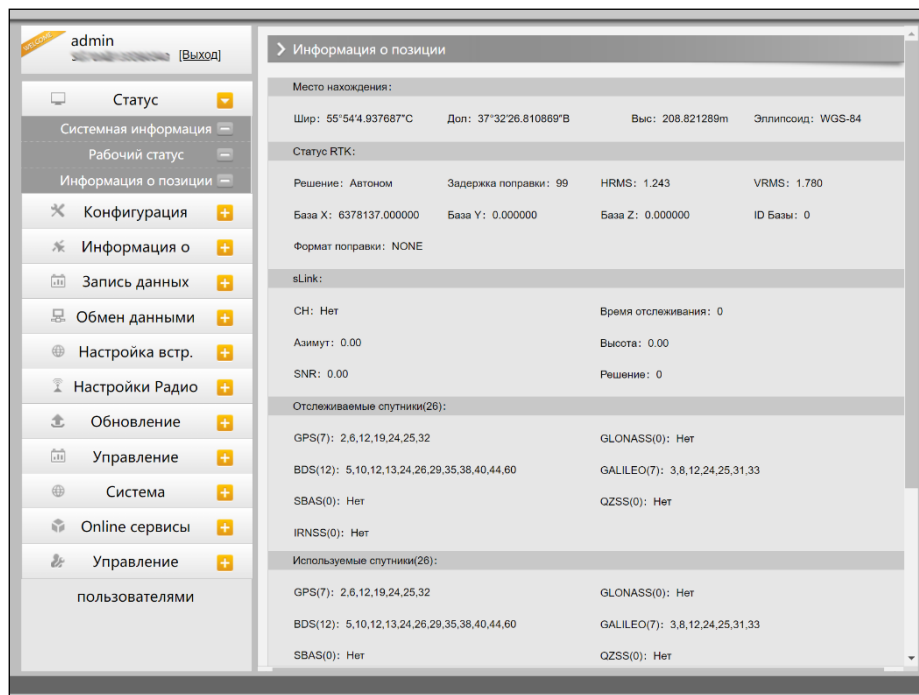 WELCOME
admin
[Выход]
Статус
Системная информация
Рабочий статус
Информация о позиции
Конфигурация
Информация о
Запись данных
Обмен данными
Настройка встр.
Настройки Радио
Обновление
Управление
Система
Online сервисы
Управление
пользователями
Информация о позиции
Место нахождения:
Шир: 55°54'4.937687"С Дол: 37°32'26.810869"В Выс: 208.821289m Эллипсоид: WGS-84
Статус RTK:
Решение: Автоном Задержка поправки: 99 HRMS: 1.243 VRMS: 1.780
База X: 6378137.000000 База Y: 0.000000 База Z: 0.000000 ID Базы: 0
Формат поправки: NONE
sLink:
CH: Нет Время отслеживания: 0
Азимут: 0.00 Высота: 0.00
SNR: 0.00 Решение: 0
Отслеживаемые спутники(26):
GPS(7): 2,6,12,19,24,25,32 GLONASS(0): Нет
BDS(12): 5,10,12,13,24,26,29,35,38,40,44,60 GALILEO(7): 3,8,12,24,25,31,33
SBAS(0): Нет QZSS(0): Нет
IRNSS(0): Нет
Используемые спутники(26):
GPS(7): 2,6,12,19,24,25,32 GLONASS(0): Нет
BDS(12): 5,10,12,13,24,26,29,35,38,40,44,60 GALILEO(7): 3,8,12,24,25,31,33
SBAS(0): Нет QZSS(0): Нет